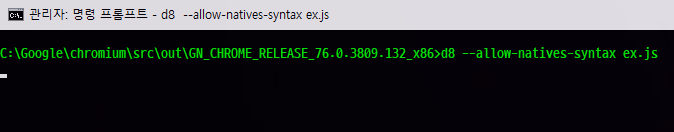 관리자: 명령 프롬프트 - d8  --allow-natives-syntax ex.js
C:\Google\chromium\src\out\GN_CHROME_RELEASE_76.0.3809.132_x86>d8 --allow-natives-syntax ex.js